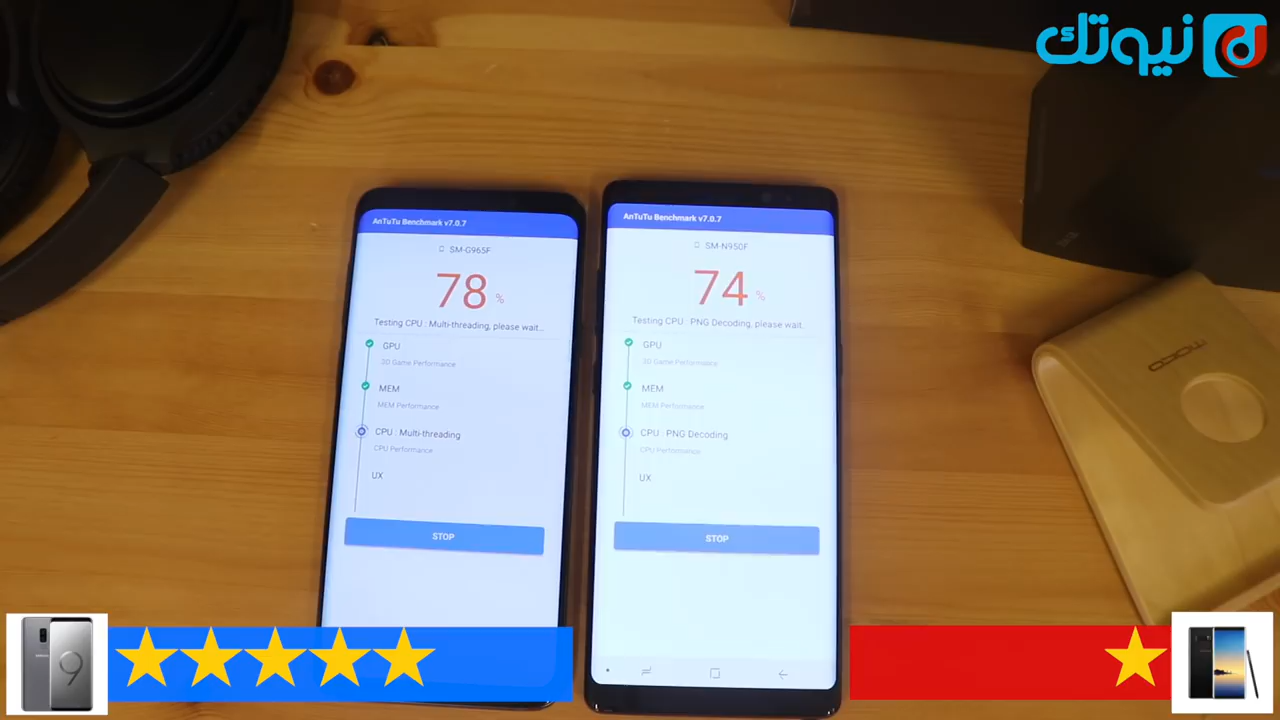 نيوتك
AnTuTu Benchmark v7.0.7
SM-G965F
78 %
Testing CPU : Multi-threading, please wait...
GPU
3D Game Performance
MEM
MEM Performance
CPU : Multi-threading
CPU Performance
UX
STOP
AnTuTu Benchmark v7.0.7
SM-N950F
74 %
Testing CPU : PNG Decoding, please wait.
GPU
3D Game Performance
MEM
MEM Performance
CPU : PNG Decoding
CPU Performance
UX
STOP
9